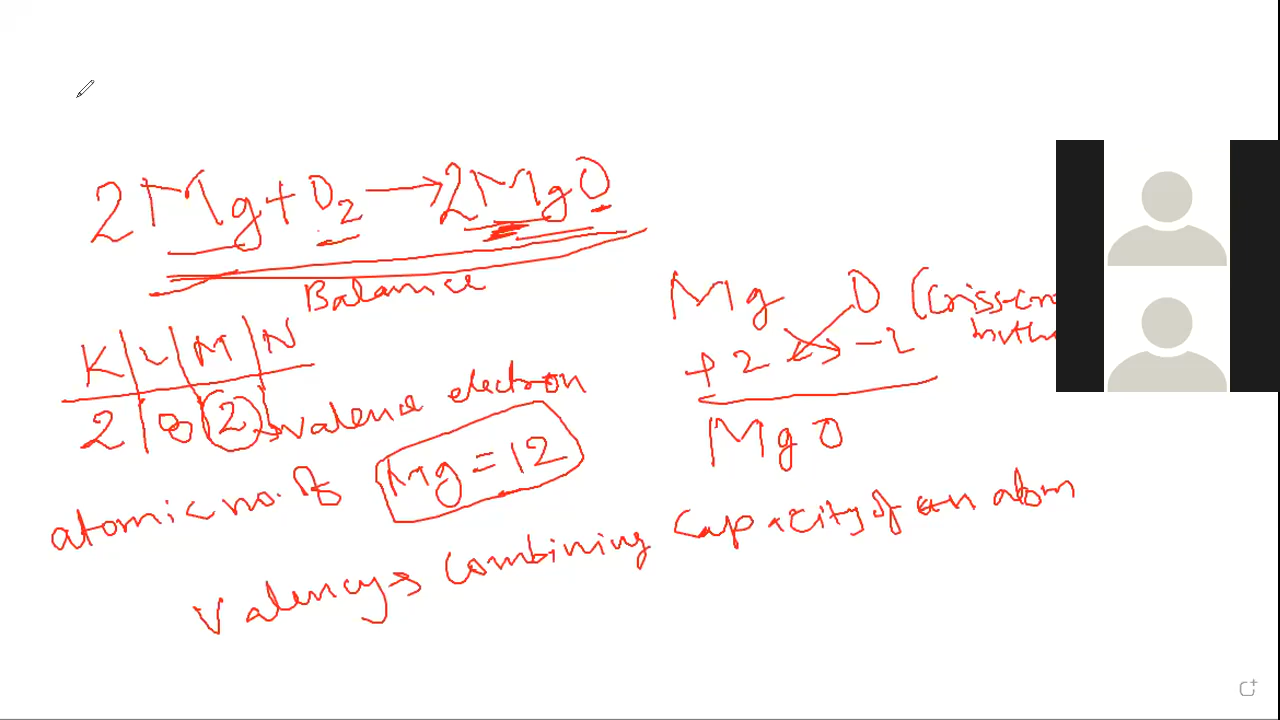 2Mg + O2 → 2MgO
Balance
K | L | M | N
2 | 8 | 2 → valence electron
atomic no. of Mg = 12
Mg O (Criss-cro
+2 -2
MgO
Valency → Combining Capacity of an atom